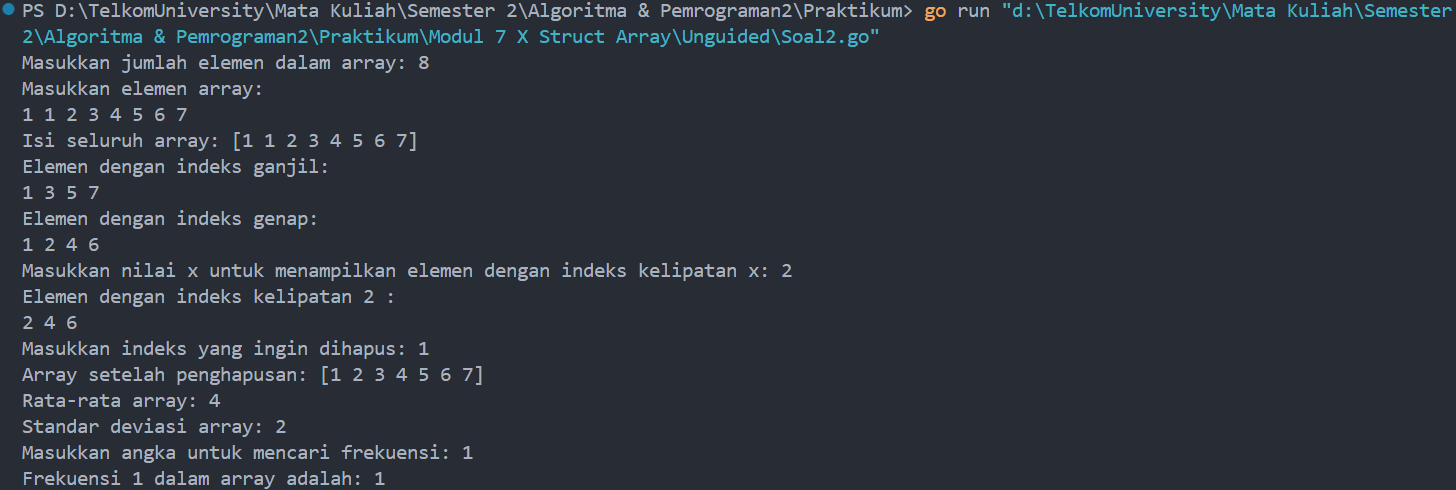 PS D:\TelkomUniversity\Mata Kuliah\Semester 2\Algoritma & Pemrograman2\Praktikum> go run "d:\TelkomUniversity\Mata Kuliah\Semester
2\Algoritma & Pemrograman2\Praktikum\Modul 7 X Struct Array\Unguided\Soal2.go"
Masukkan jumlah elemen dalam array: 8
Masukkan elemen array:
1 1 2 3 4 5 6 7
Isi seluruh array: [1 1 2 3 4 5 6 7]
Elemen dengan indeks ganjil:
1 3 5 7
Elemen dengan indeks genap:
1 2 4 6
Masukkan nilai x untuk menampilkan elemen dengan indeks kelipatan x: 2
Elemen dengan indeks kelipatan 2 :
2 4 6
Masukkan indeks yang ingin dihapus: 1
Array setelah penghapusan: [1 2 3 4 5 6 7]
Rata-rata array: 4
Standar deviasi array: 2
Masukkan angka untuk mencari frekuensi: 1
Frekuensi 1 dalam array adalah: 1